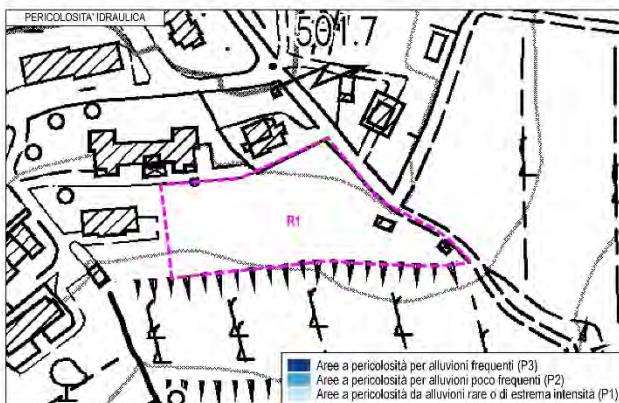 PERICOLOSITA' IDRAULICA
501.7
R1
Aree a pericolosità per alluvioni frequenti (P3)
Aree a pericolosità per alluvioni poco frequenti (P2)
Aree a pericolosità da alluvioni rare o di estrema intensità (P1)